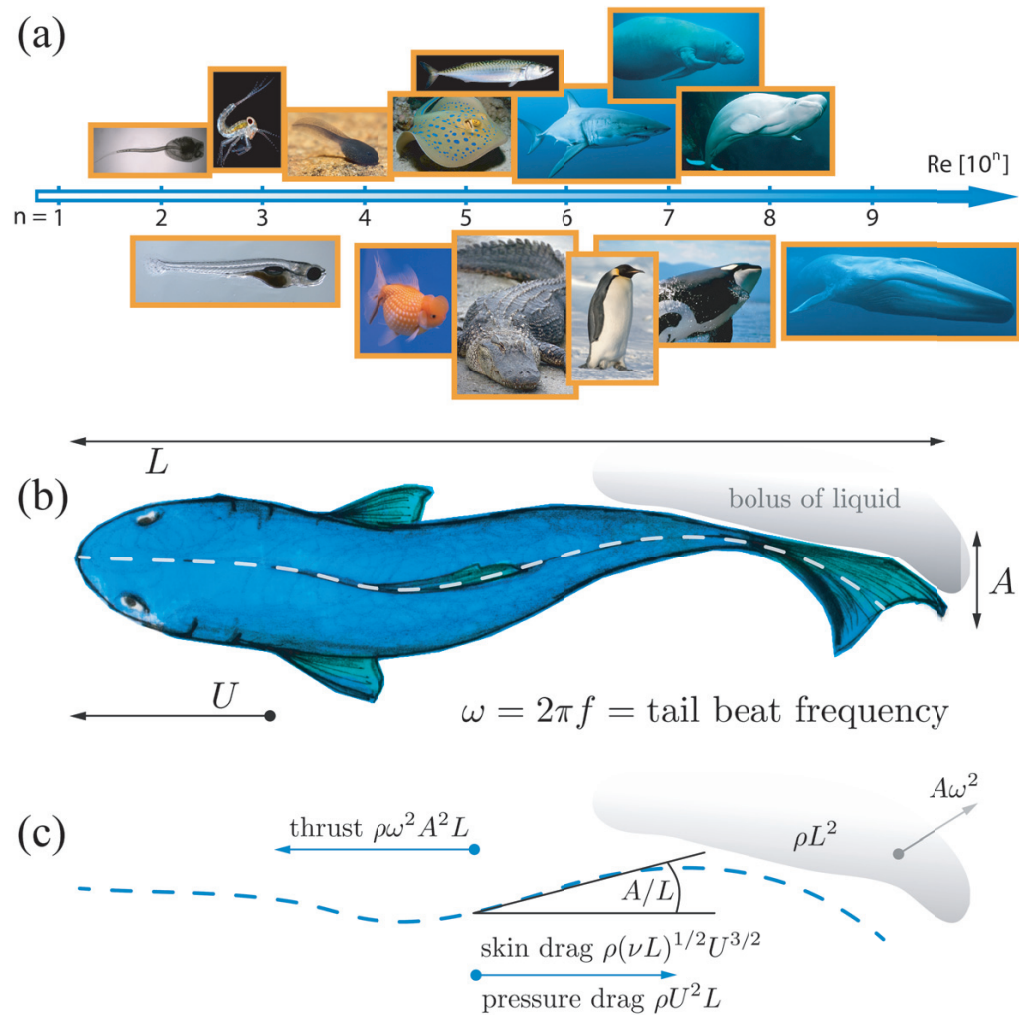 (a)
Re [10ⁿ]
n = 1 2 3 4 5 6 7 8 9
L
(b)
bolus of liquid
A
U
ω = 2πf = tail beat frequency
(c)
Aω²
thrust ρω²A²L
ρL²
A/L
skin drag ρ(νL)^{1/2}U^{3/2}
pressure drag ρU²L